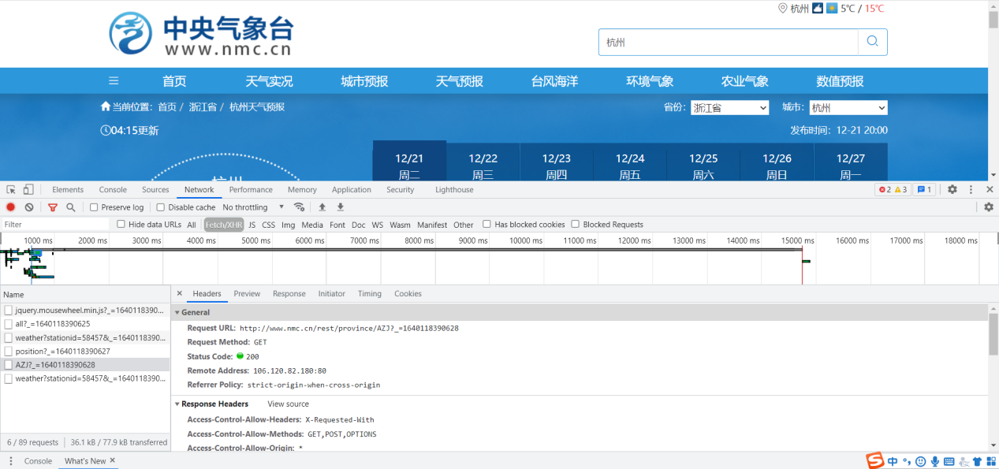 杭州 5℃ / 15℃
中央气象台
www.nmc.cn
杭州
首页 天气实况 城市预报 天气预报 台风海洋 环境气象 农业气象 数值预报
当前位置：首页 / 浙江省 / 杭州天气预报 省份: 浙江省 城市: 杭州
04:15更新 发布时间：12-21 20:00
12/21 12/22 12/23 12/24 12/25 12/26 12/27
杭州 周二 周三 周四 周五 周六 周日 周一
Elements Console Sources Network Performance Memory Application Security Lighthouse 2 3 1
Preserve log Disable cache No throttling
Filter Hide data URLs All Fetch/XHR JS CSS Img Media Font Doc WS Wasm Manifest Other Has blocked cookies Blocked Requests
1000 ms 2000 ms 3000 ms 4000 ms 5000 ms 6000 ms 7000 ms 8000 ms 9000 ms 10000 ms 11000 ms 12000 ms 13000 ms 14000 ms 15000 ms 16000 ms 17000 ms 18000 ms
Name Headers Preview Response Initiator Timing Cookies
jquery.mousewheel.min.js?_=1640118390...
all?_=1640118390625
weather?stationid=58457&_=1640118390...
position?_=1640118390627
AZJ?_=1640118390628
weather?stationid=58457&_=1640118390...
General
Request URL: http://www.nmc.cn/rest/province/AZJ?_=1640118390628
Request Method: GET
Status Code: 200
Remote Address: 106.120.82.180:80
Referrer Policy: strict-origin-when-cross-origin
Response Headers View source
Access-Control-Allow-Headers: X-Requested-With
Access-Control-Allow-Methods: GET,POST,OPTIONS
Access-Control-Allow-Origin: *
6 / 89 requests 36.1 kB / 77.9 kB transferred
Console What's New
S 中